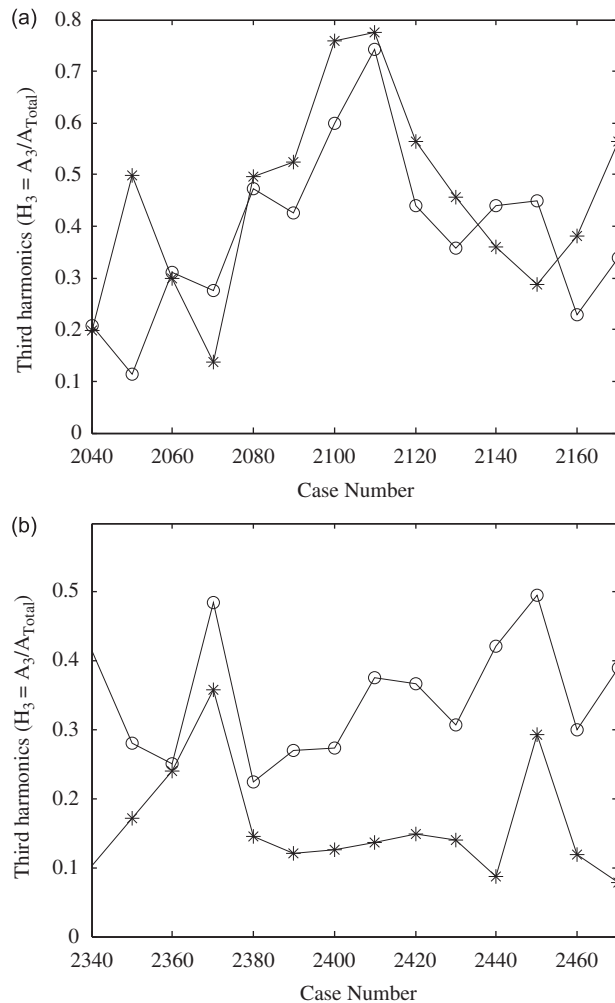 (a)
0.8
0.7
0.6
0.5
0.4
0.3
0.2
0.1
0
Third harmonics (H3 = A3/ATotal)
2040 2060 2080 2100 2120 2140 2160
Case Number
(b)
0.5
0.4
0.3
0.2
0.1
0
Third harmonics (H3 = A3/ATotal)
2340 2360 2380 2400 2420 2440 2460
Case Number